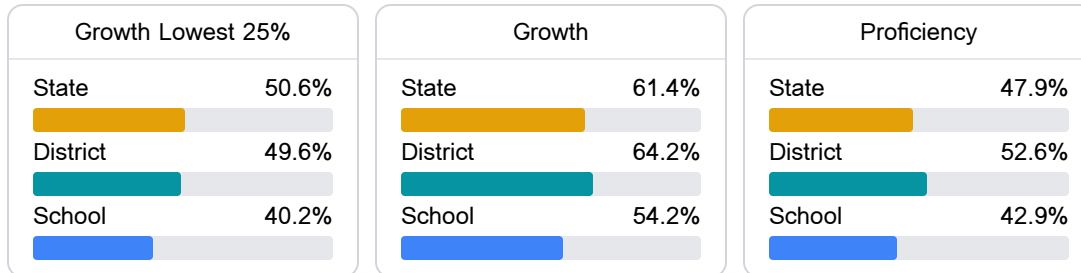 Growth Lowest 25%
State 50.6%
District 49.6%
School 40.2%
Growth
State 61.4%
District 64.2%
School 54.2%
Proficiency
State 47.9%
District 52.6%
School 42.9%